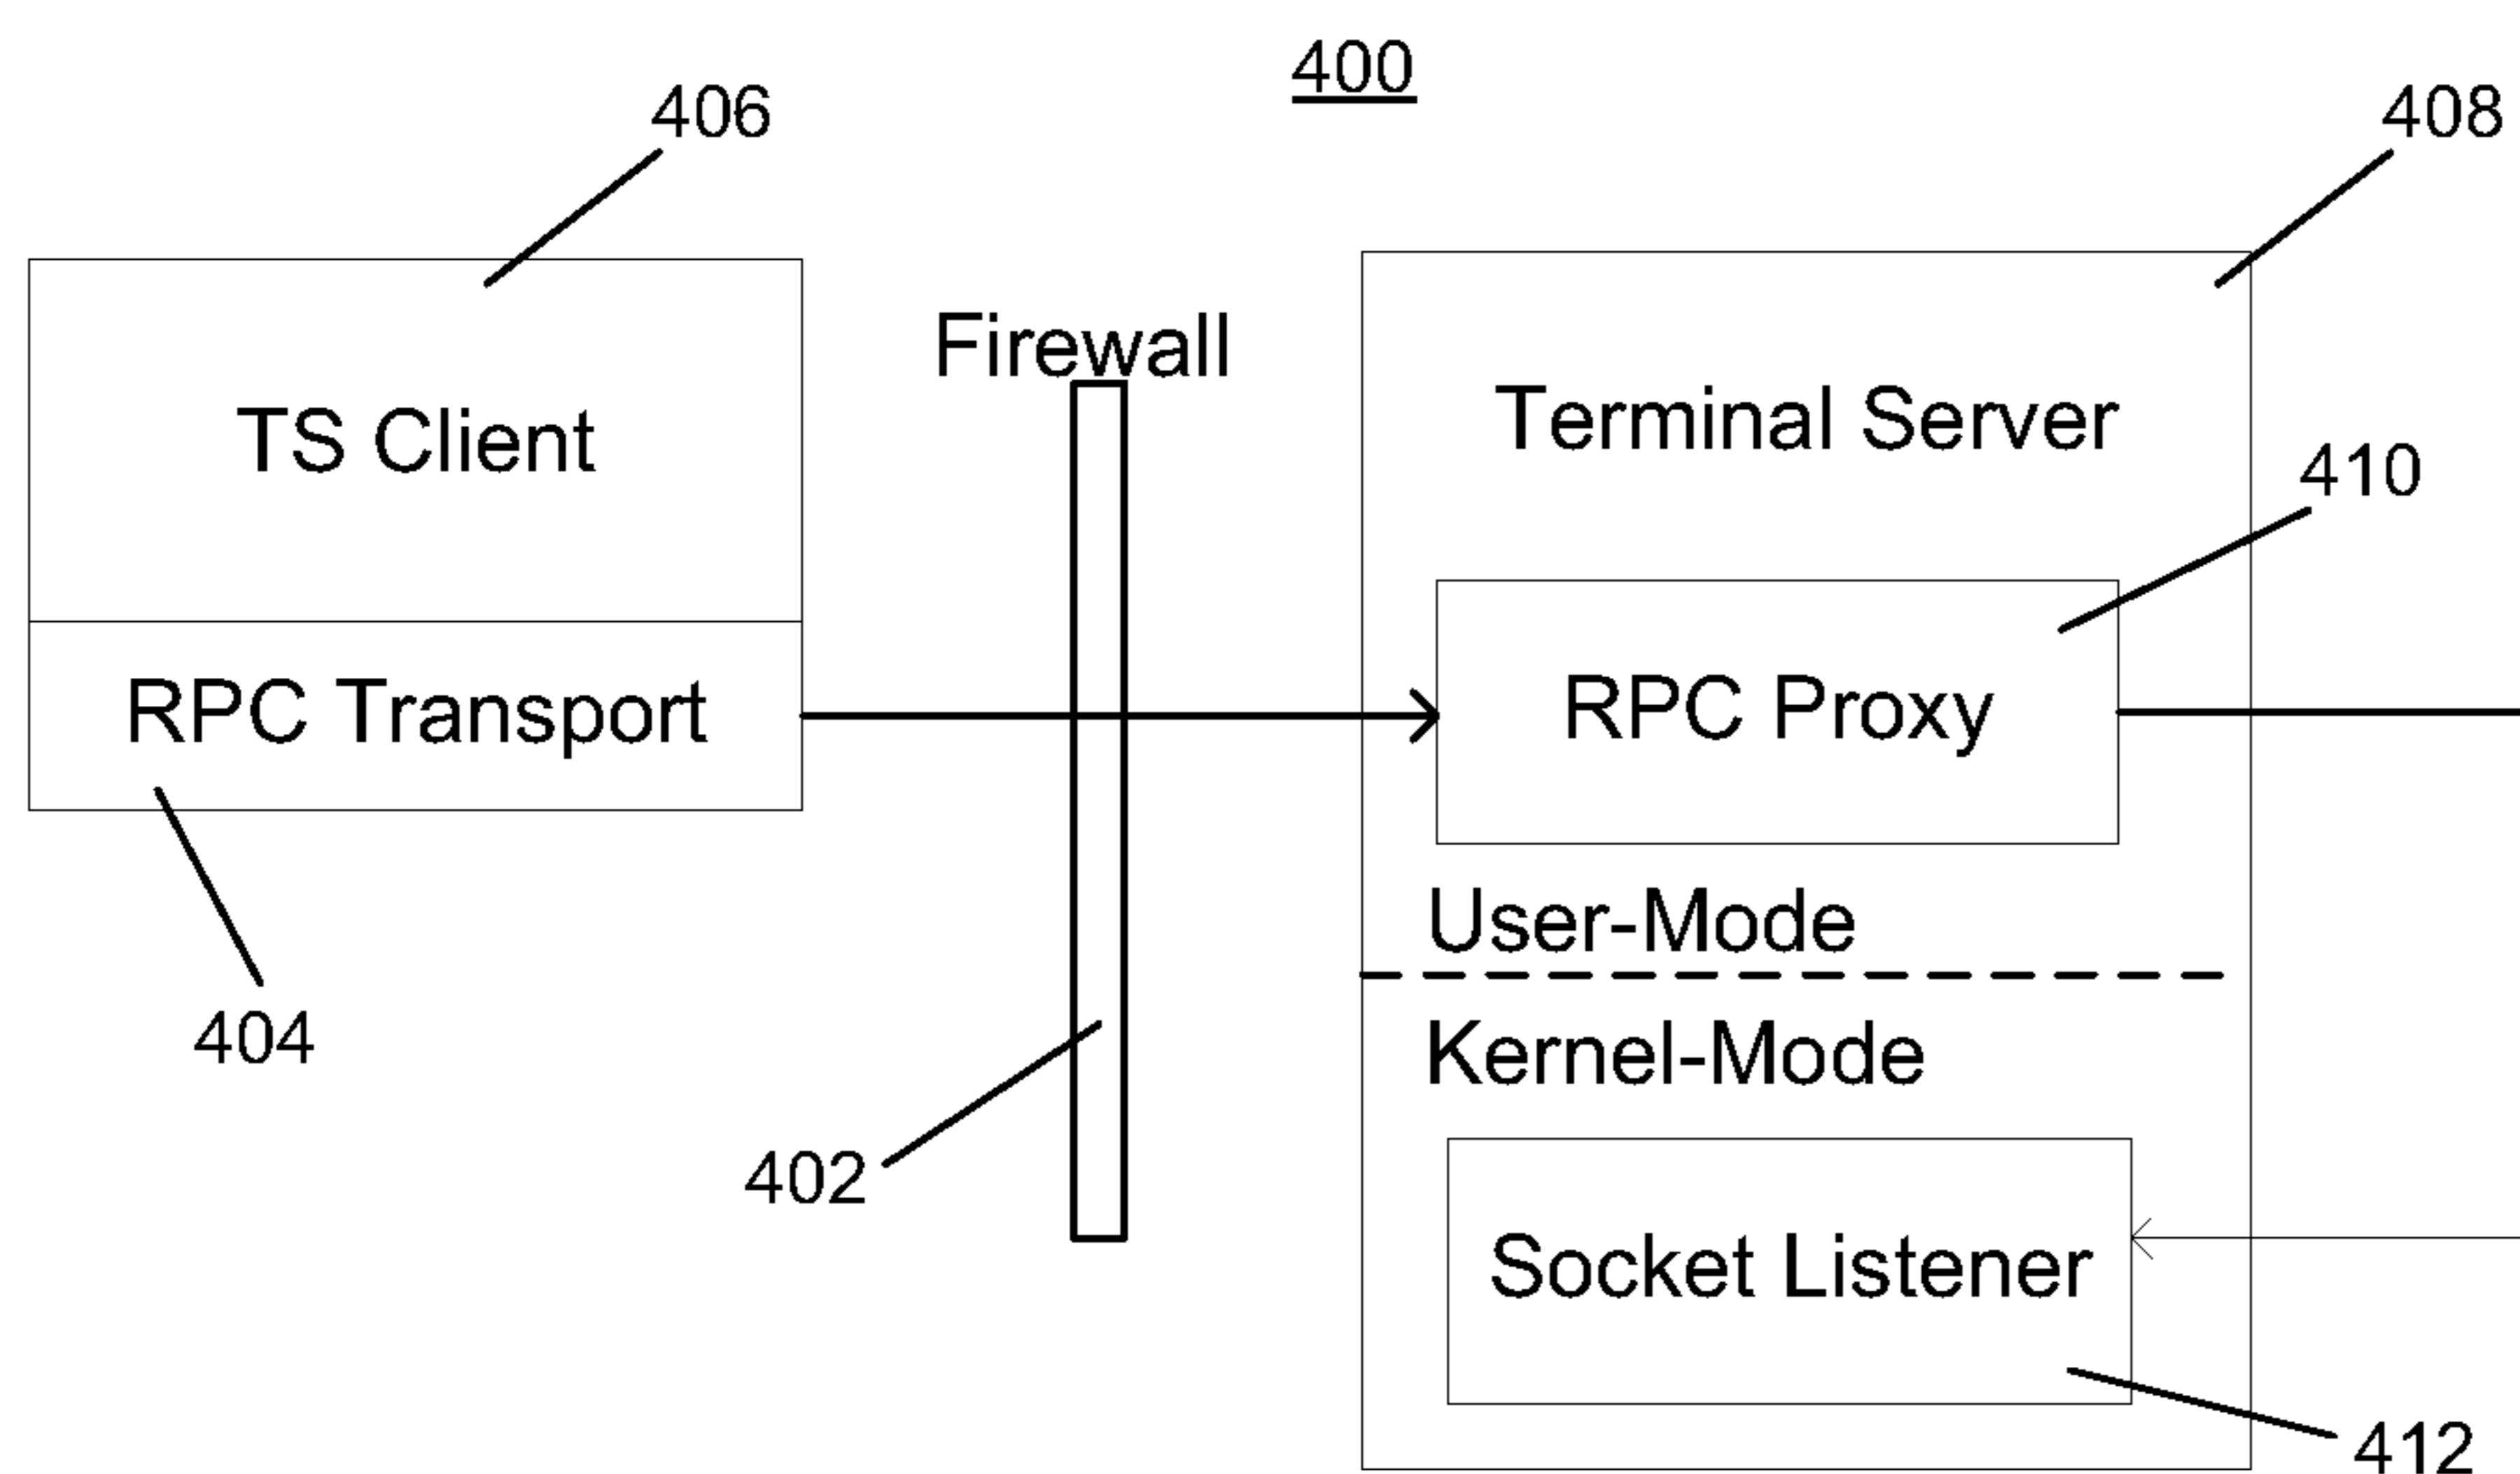 400
406
408
Firewall
TS Client
Terminal Server
410
RPC Transport
RPC Proxy
User-Mode
404
Kernel-Mode
402
Socket Listener
412